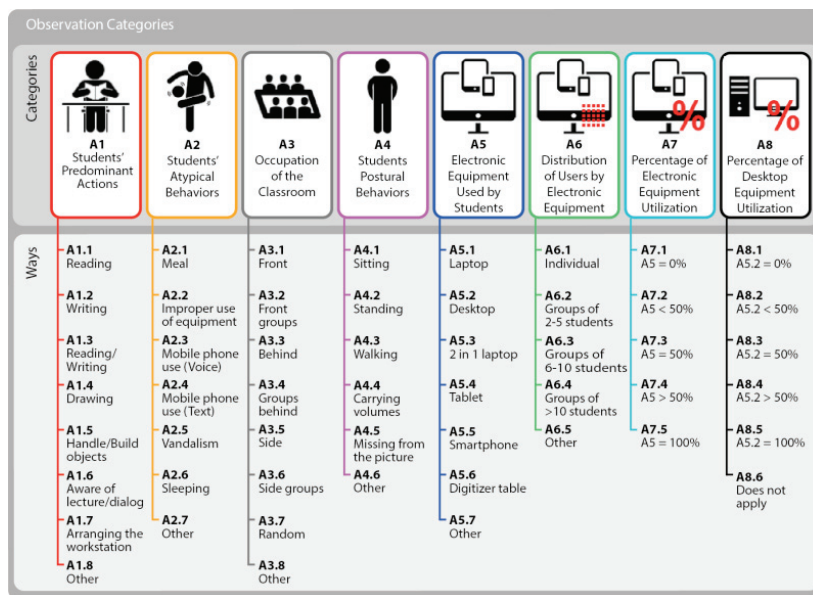 Observation Categories
Categories
A1
Students'
Predominant
Actions
A2
Students'
Atypical
Behaviors
A3
Occupation
of the
Classroom
A4
Students
Postural
Behaviors
A5
Electronic
Equipment
Used by
Students
%
A6
Distribution
of Users by
Electronic
Equipment
%
A7
Percentage of
Electronic
Equipment
Utilization
A8
Percentage of
Desktop
Equipment
Utilization
Ways
A1.1
Reading
A1.2
Writing
A1.3
Reading/
Writing
A1.4
Drawing
A1.5
Handle/Build
objects
A1.6
Aware of
lecture/dialog
A1.7
Arranging the
workstation
A1.8
Other
A2.1
Meal
A2.2
Improper use
of equipment
A2.3
Mobile phone
use (Voice)
A2.4
Mobile phone
use (Text)
A2.5
Vandalism
A2.6
Sleeping
A2.7
Other
A3.1
Front
A3.2
Front
groups
A3.3
Behind
A3.4
Groups
behind
A3.5
Side
A3.6
Side groups
A3.7
Random
A3.8
Other
A4.1
Sitting
A4.2
Standing
A4.3
Walking
A4.4
Carrying
volumes
A4.5
Missing from
the picture
A4.6
Other
A5.1
Laptop
A5.2
Desktop
A5.3
2 in 1 laptop
A5.4
Tablet
A5.5
Smartphone
A5.6
Digitizer table
A5.7
Other
A6.1
Individual
A6.2
Groups of
2-5 students
A6.3
Groups of
6-10 students
A6.4
Groups of
>10 students
A6.5
Other
A7.1
A5 = 0%
A7.2
A5 < 50%
A7.3
A5 = 50%
A7.4
A5 > 50%
A7.5
A5 = 100%
A8.1
A5.2 = 0%
A8.2
A5.2 < 50%
A8.3
A5.2 = 50%
A8.4
A5.2 > 50%
A8.5
A5.2 = 100%
A8.6
Does not
apply